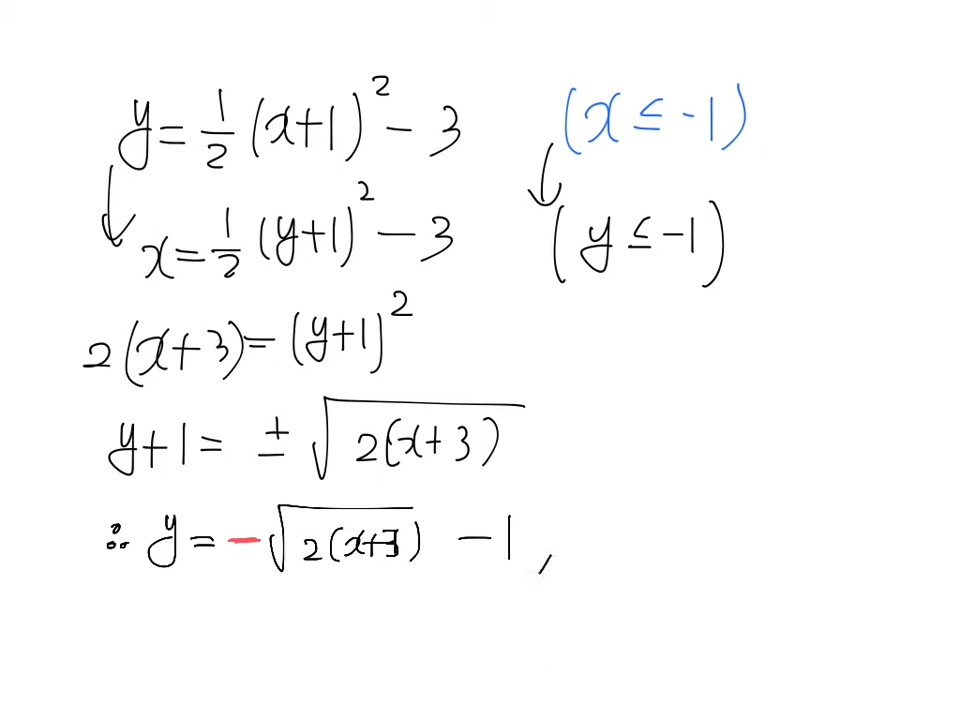 y = 1/2 (x+1)² - 3 (x ≤ -1)
x = 1/2 (y+1)² - 3 (y ≤ -1)
2(x+3) = (y+1)²
y+1 = ± √2(x+3)
∴ y = -√2(x+3) - 1,